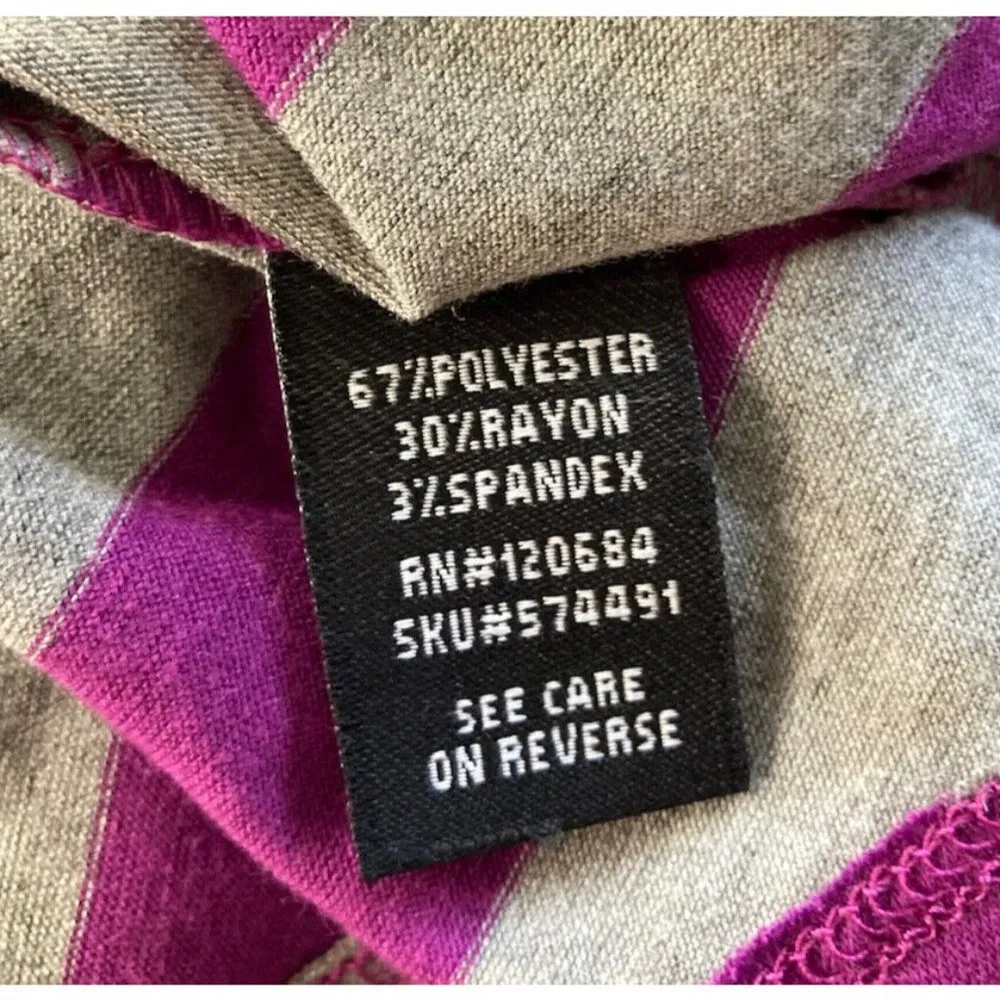 67%POLYESTER
30%RAYON
3%SPANDEX
RN#120684
SKU#574491
SEE CARE
ON REVERSE